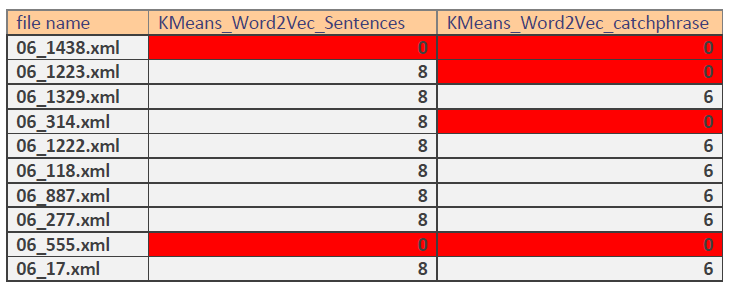 file name KMeans_Word2Vec_Sentences KMeans_Word2Vec_catchphrase
06_1438.xml 0 0
06_1223.xml 8 0
06_1329.xml 8 6
06_314.xml 8 0
06_1222.xml 8 6
06_118.xml 8 6
06_887.xml 8 6
06_277.xml 8 6
06_555.xml 0 0
06_17.xml 8 6